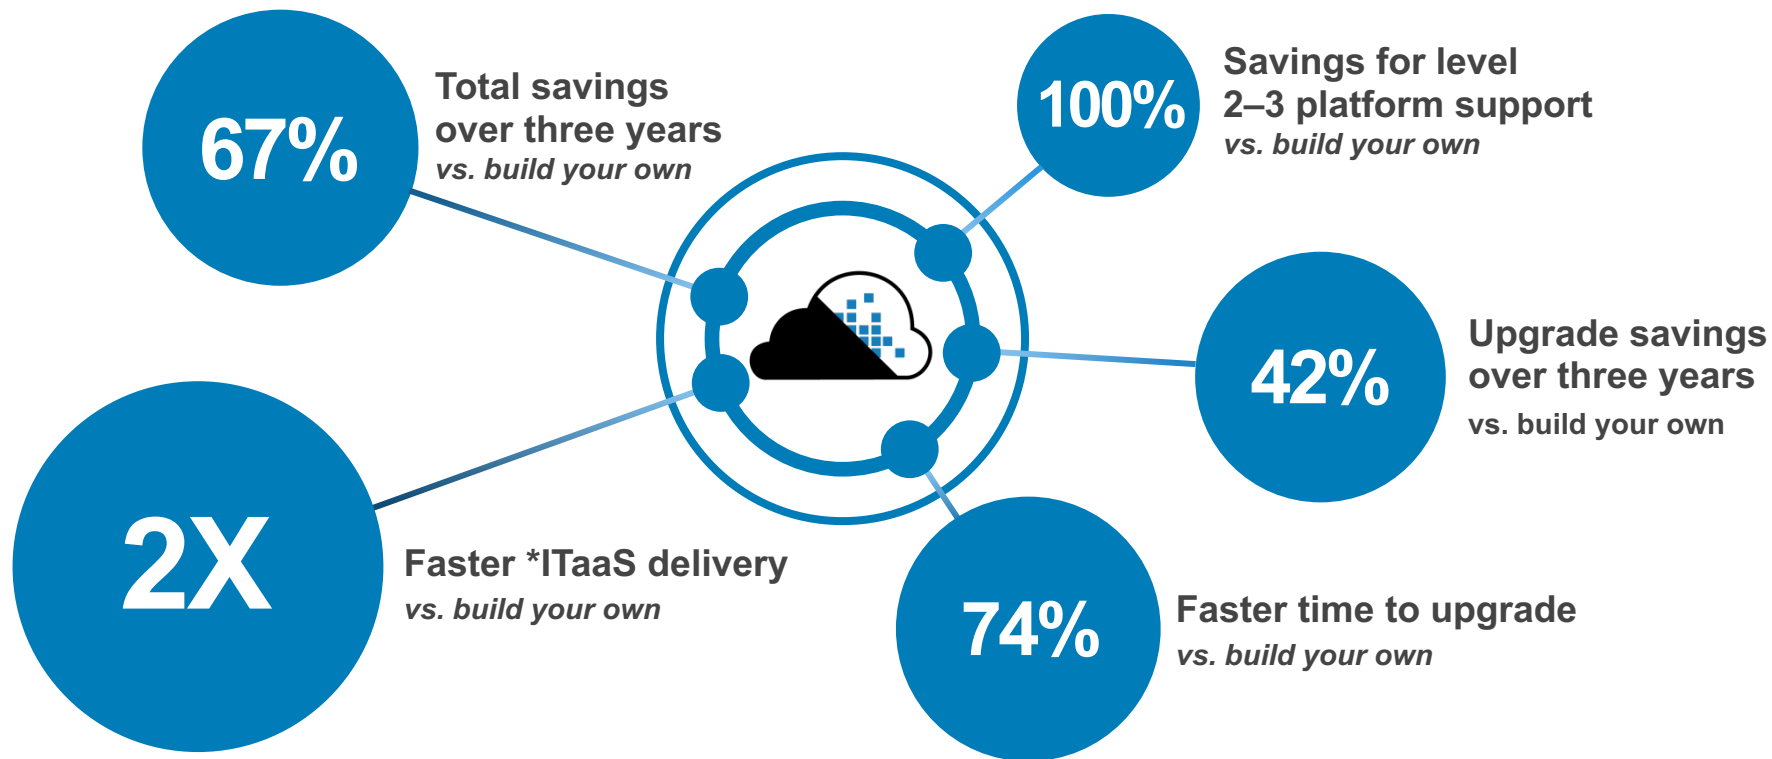 67%
Total savings
over three years
vs. build your own
100%
Savings for level
2–3 platform support
vs. build your own
42%
Upgrade savings
over three years
vs. build your own
2X
Faster *ITaaS delivery
vs. build your own
74%
Faster time to upgrade
vs. build your own